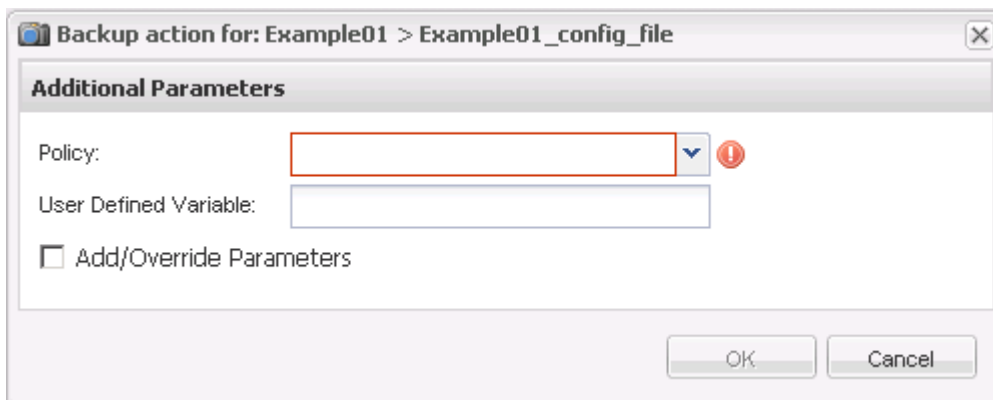 Backup action for: Example01 > Example01_config_file
Additional Parameters
Policy:
User Defined Variable:
Add/Override Parameters
OK
Cancel